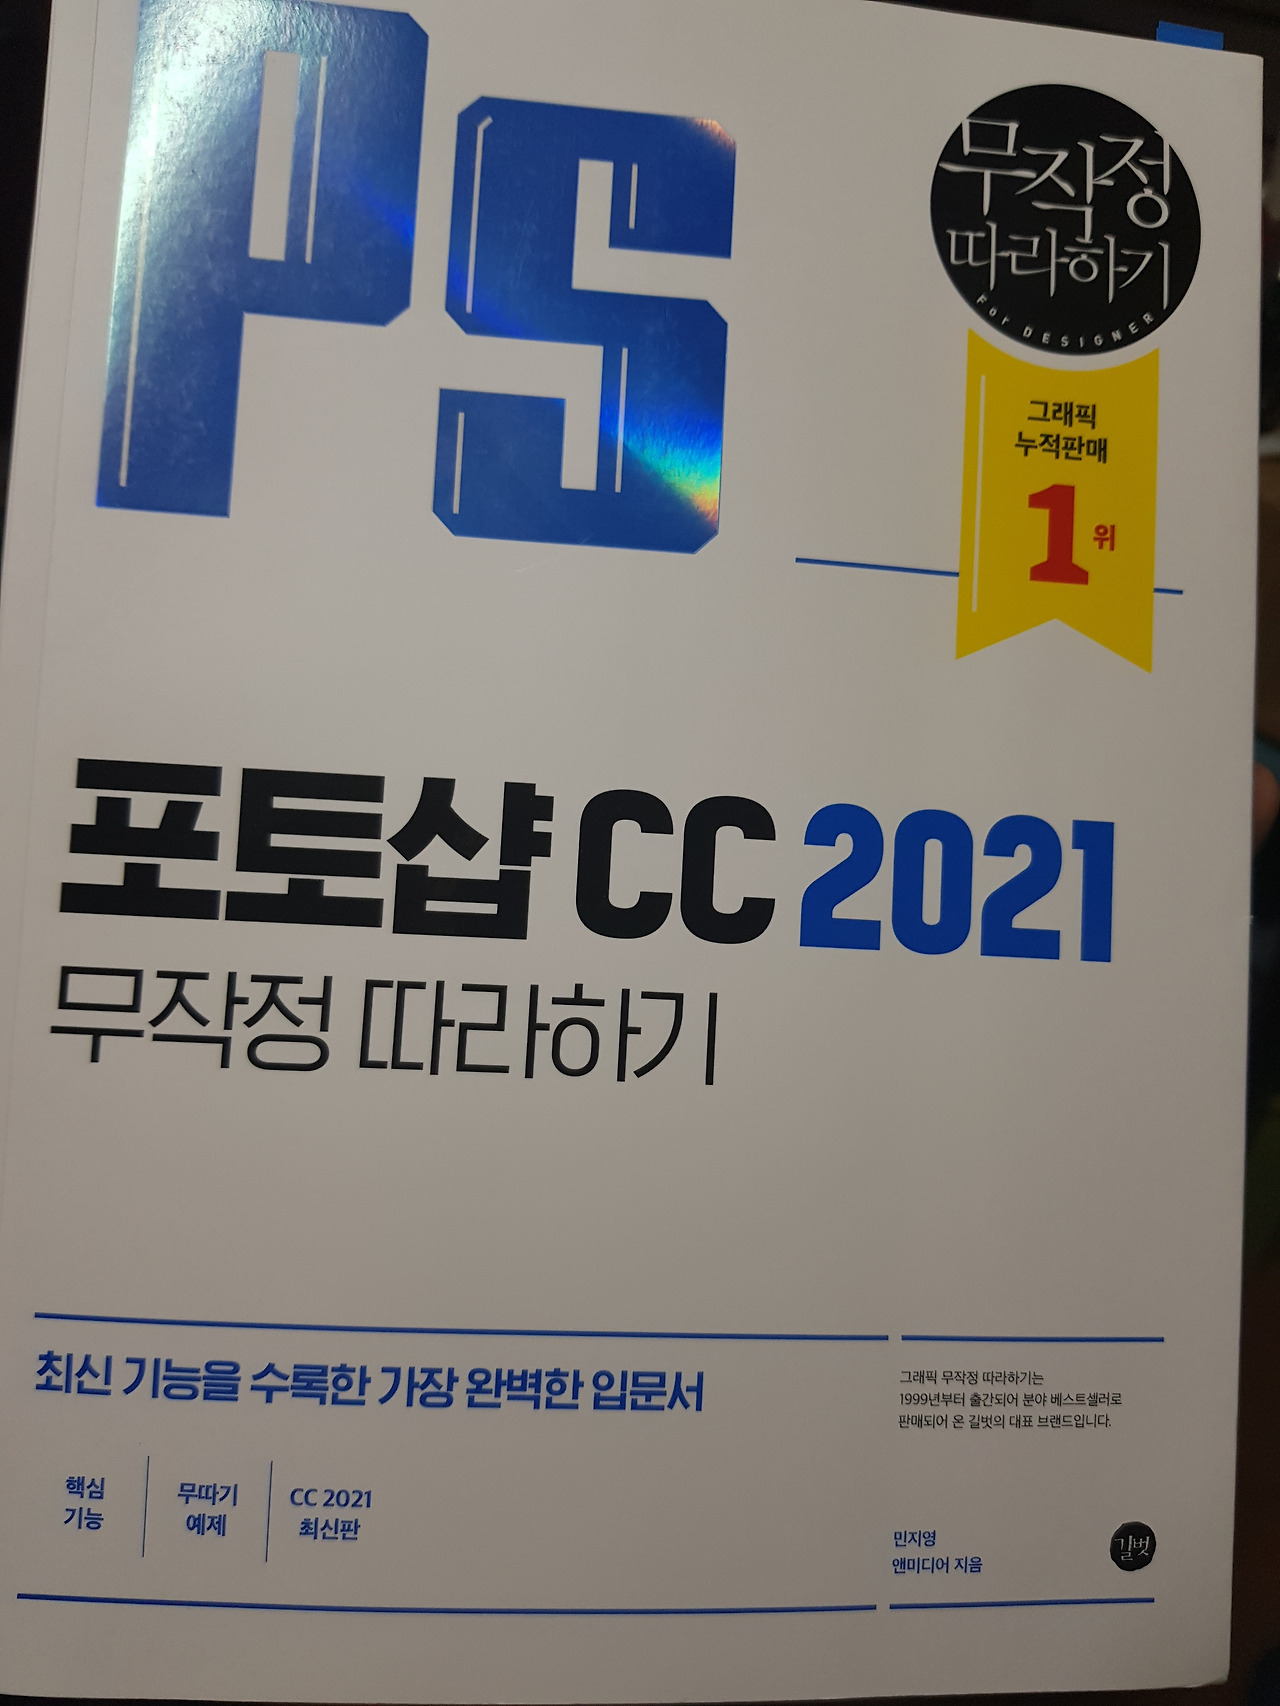 PS
무작정
따라하기
For DESIGNER
그래픽
누적판매
1위
포토샵 CC 2021
무작정 따라하기
최신 기능을 수록한 가장 완벽한 입문서
핵심
기능
무따기
예제
CC 2021
최신판
그래픽 무작정 따라하기는
1999년부터 출간되어 분야 베스트셀러로
판매되어 온 길벗의 대표 브랜드입니다.
민지영
앤미디어 지음
길벗